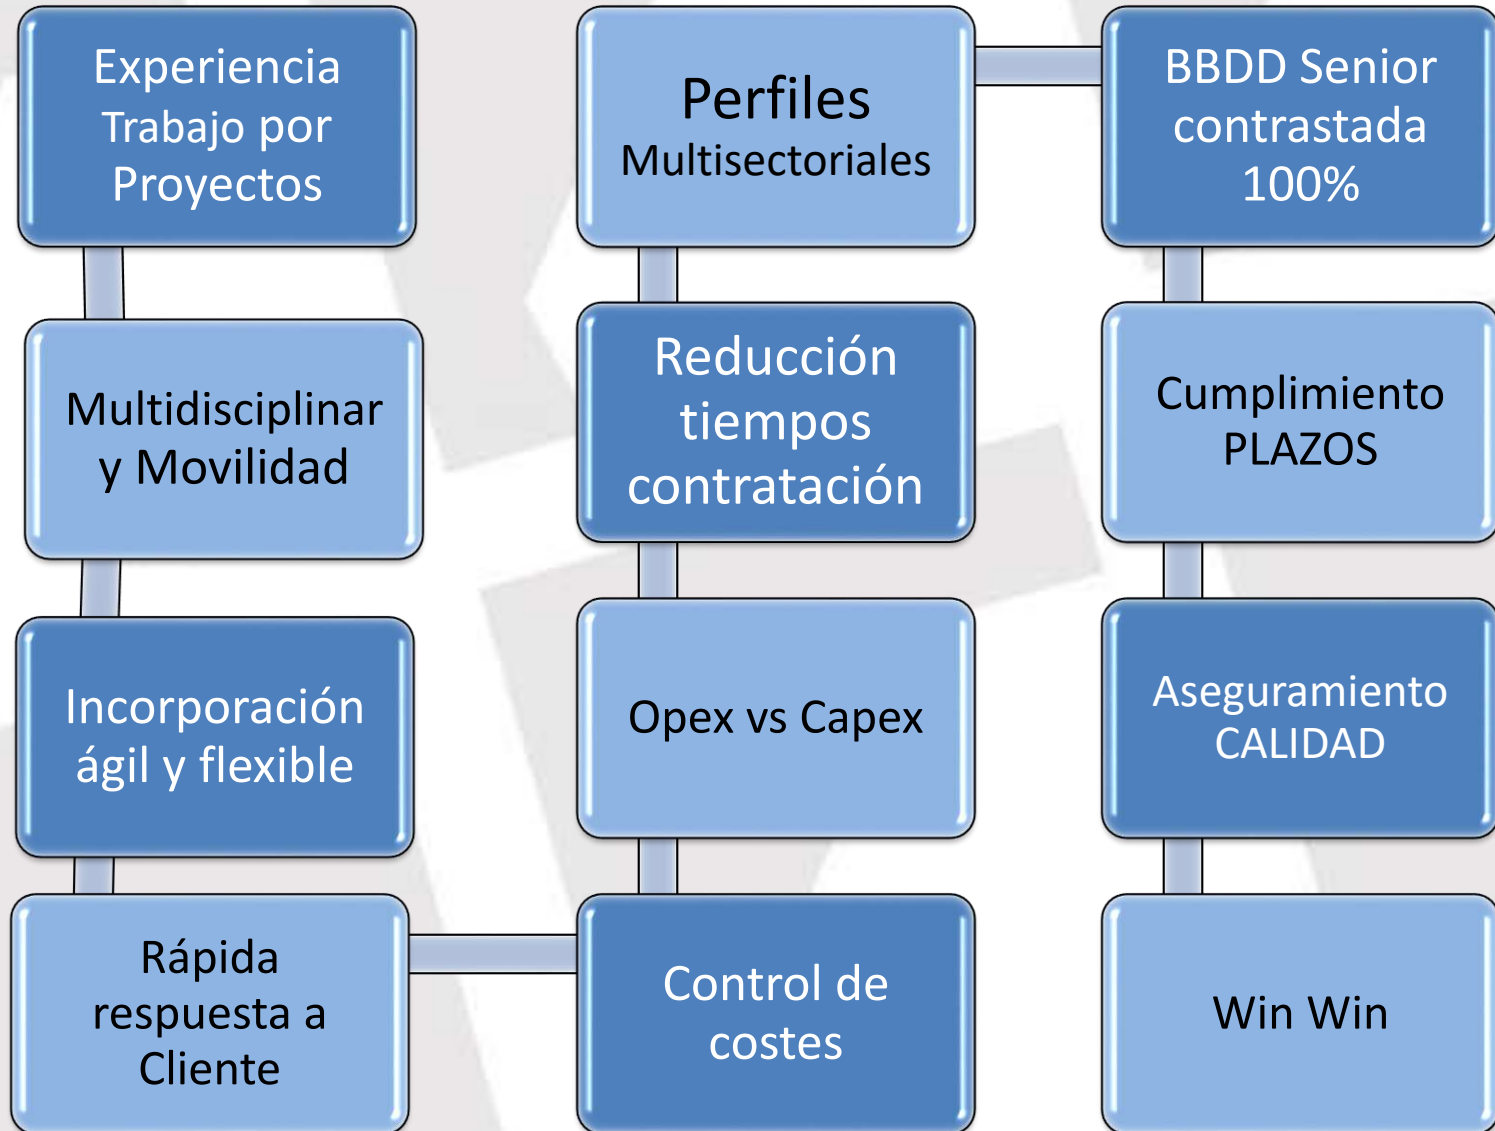 Experiencia
Trabajo por
Proyectos
Multidisciplinar
y Movilidad
Incorporación
ágil y flexible
Rápida
respuesta a
Cliente
Control de
costes
Opex vs Capex
Reducción
tiempos
contratación
Perfiles
Multisectoriales
BBDD Senior
contrastada
100%
Cumplimiento
PLAZOS
Aseguramiento
CALIDAD
Win Win